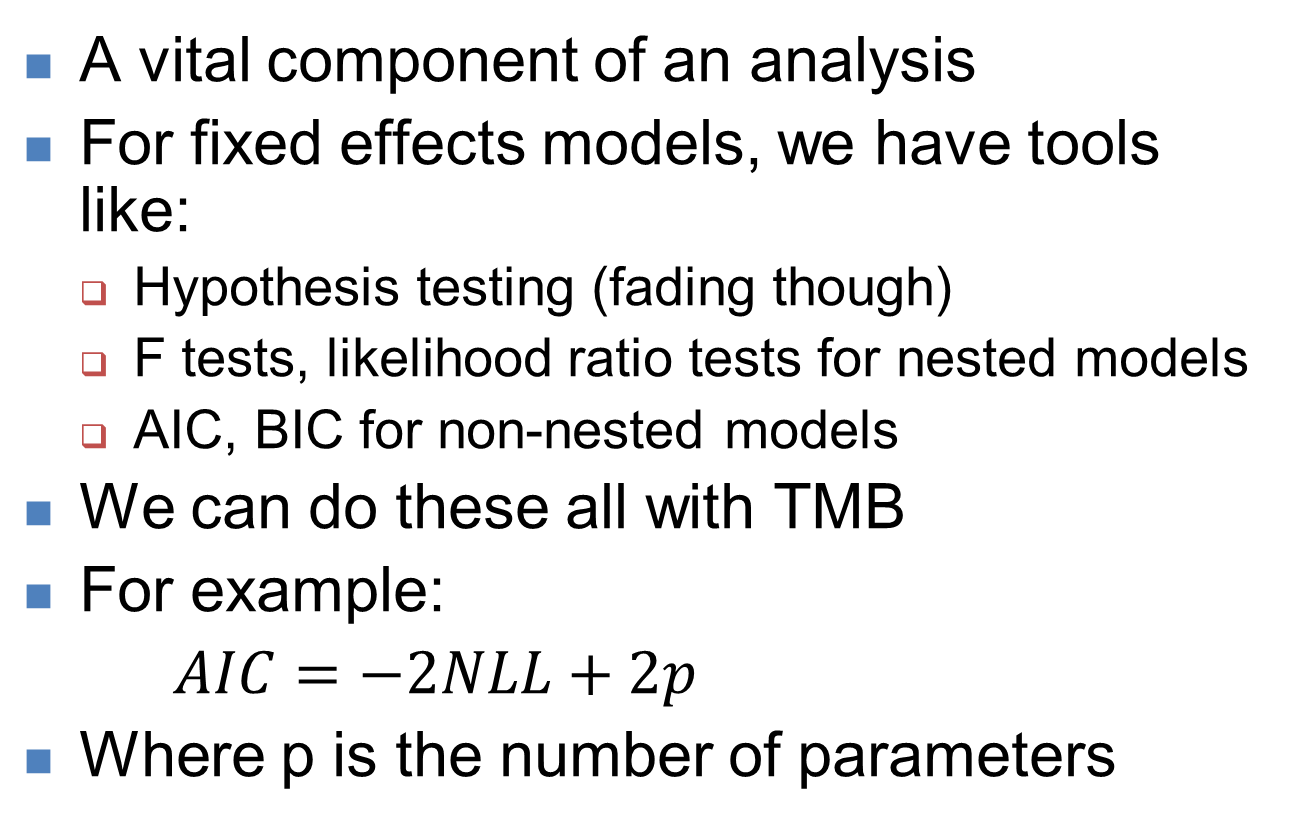 A vital component of an analysis
For fixed effects models, we have tools
like:
Hypothesis testing (fading though)
F tests, likelihood ratio tests for nested models
AIC, BIC for non-nested models
We can do these all with TMB
For example:
AIC = −2NLL + 2p
Where p is the number of parameters